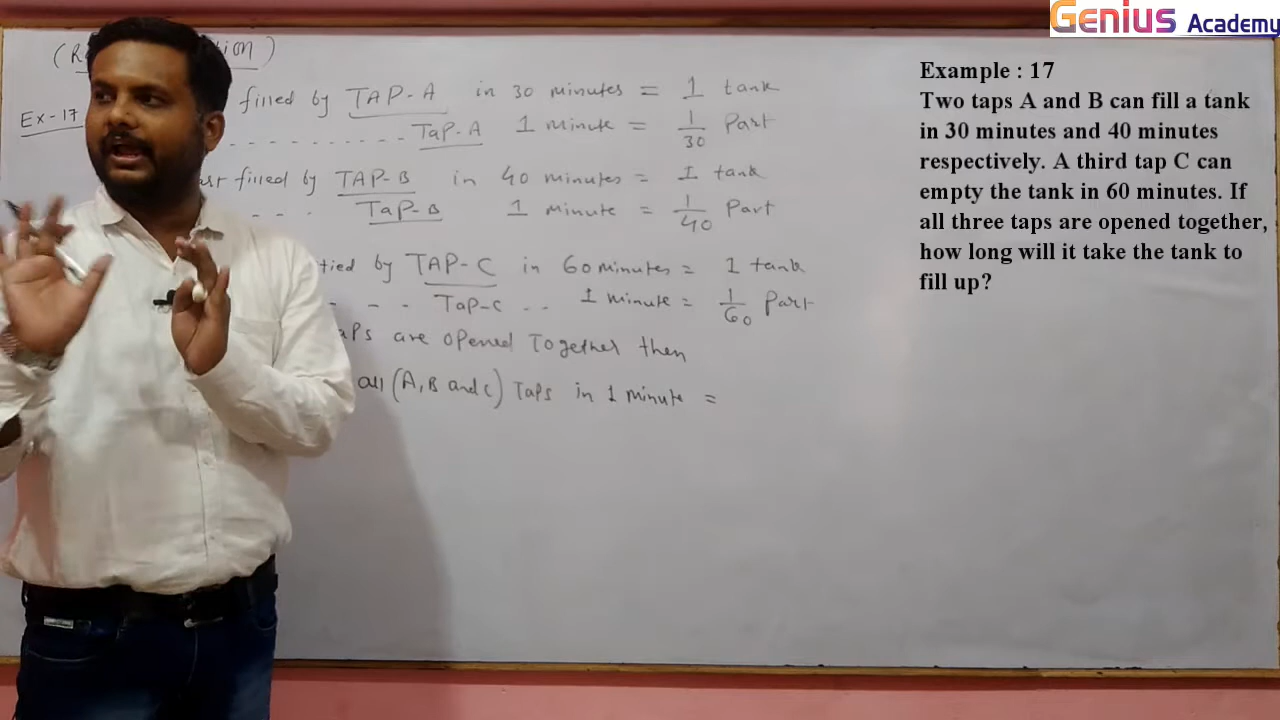 Genius Academy
Example : 17
Two taps A and B can fill a tank
in 30 minutes and 40 minutes
respectively. A third tap C can
empty the tank in 60 minutes. If
all three taps are opened together,
how long will it take the tank to
fill up?
Ex-17
filled by TAP-A in 30 minutes = 1 tank
- - - - - - - - - - TaP-A 1 minute = 1/30 Part
filled by TAP-B in 40 minutes = 1 tank
- - - TaP-B 1 minute = 1/40 Part
by TAP-C in 60 minutes = 1 tank
- - - TaP-C - - 1 minute = 1/60 Part
are opened Together then
all (A, B and C) Taps in 1 minute =